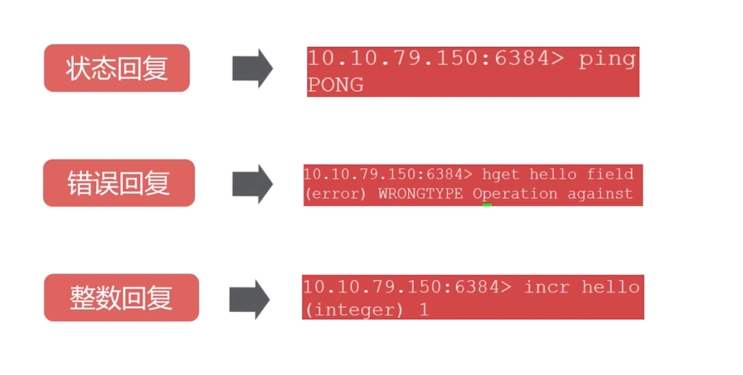 状态回复
10.10.79.150:6384> ping
PONG
错误回复
10.10.79.150:6384> hget hello field
(error) WRONGTYPE Operation against
整数回复
10.10.79.150:6384> incr hello
(integer) 1